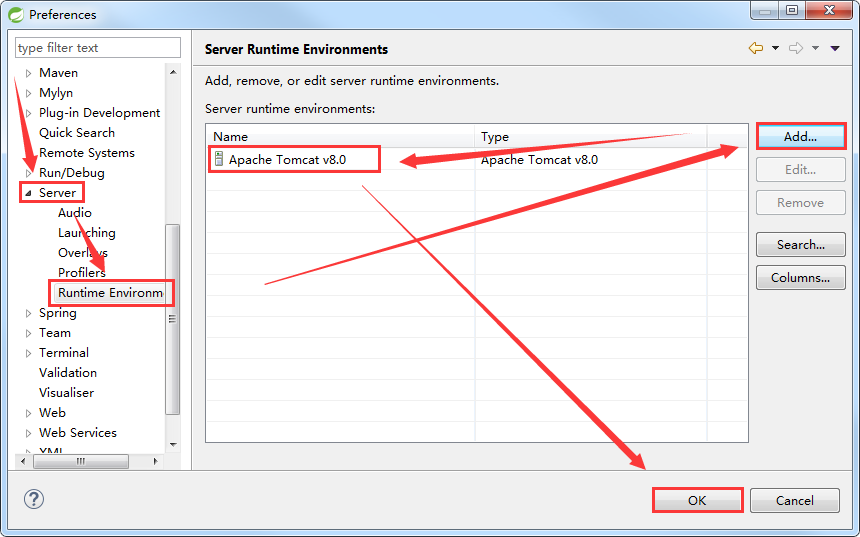 Preferences
type filter text
Maven
Mylyn
Plug-in Development
Quick Search
Remote Systems
Run/Debug
Server
Audio
Launching
Overlays
Profilers
Runtime Environm
Spring
Team
Terminal
Validation
Visualiser
Web
Web Services
XML
Server Runtime Environments
Add, remove, or edit server runtime environments.
Server runtime environments:
Name Type
Apache Tomcat v8.0 Apache Tomcat v8.0
Add...
Edit...
Remove
Search...
Columns...
?
OK Cancel